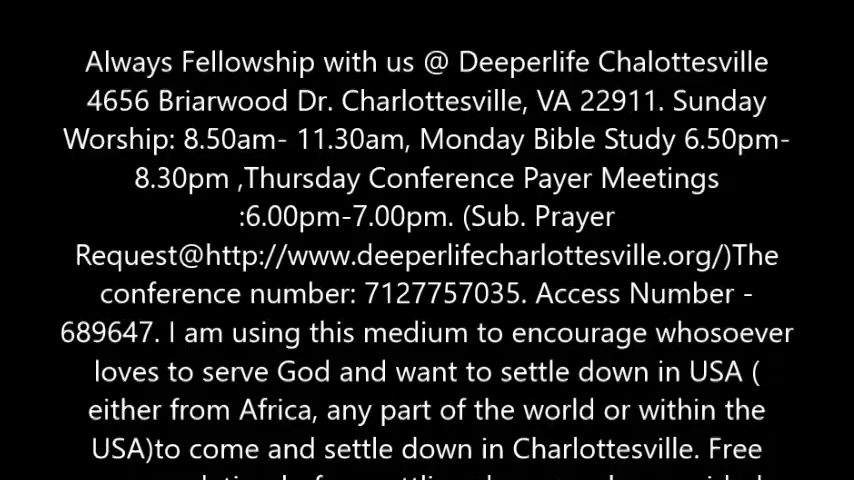 Always Fellowship with us @ Deeperlife Chalottesville
4656 Briarwood Dr. Charlottesville, VA 22911. Sunday
Worship: 8.50am- 11.30am, Monday Bible Study 6.50pm-
8.30pm ,Thursday Conference Payer Meetings
:6.00pm-7.00pm. (Sub. Prayer
Request@http://www.deeperlifecharlottesville.org/)The
conference number: 7127757035. Access Number -
689647. I am using this medium to encourage whosoever
loves to serve God and want to settle down in USA (
either from Africa, any part of the world or within the
USA)to come and settle down in Charlottesville. Free